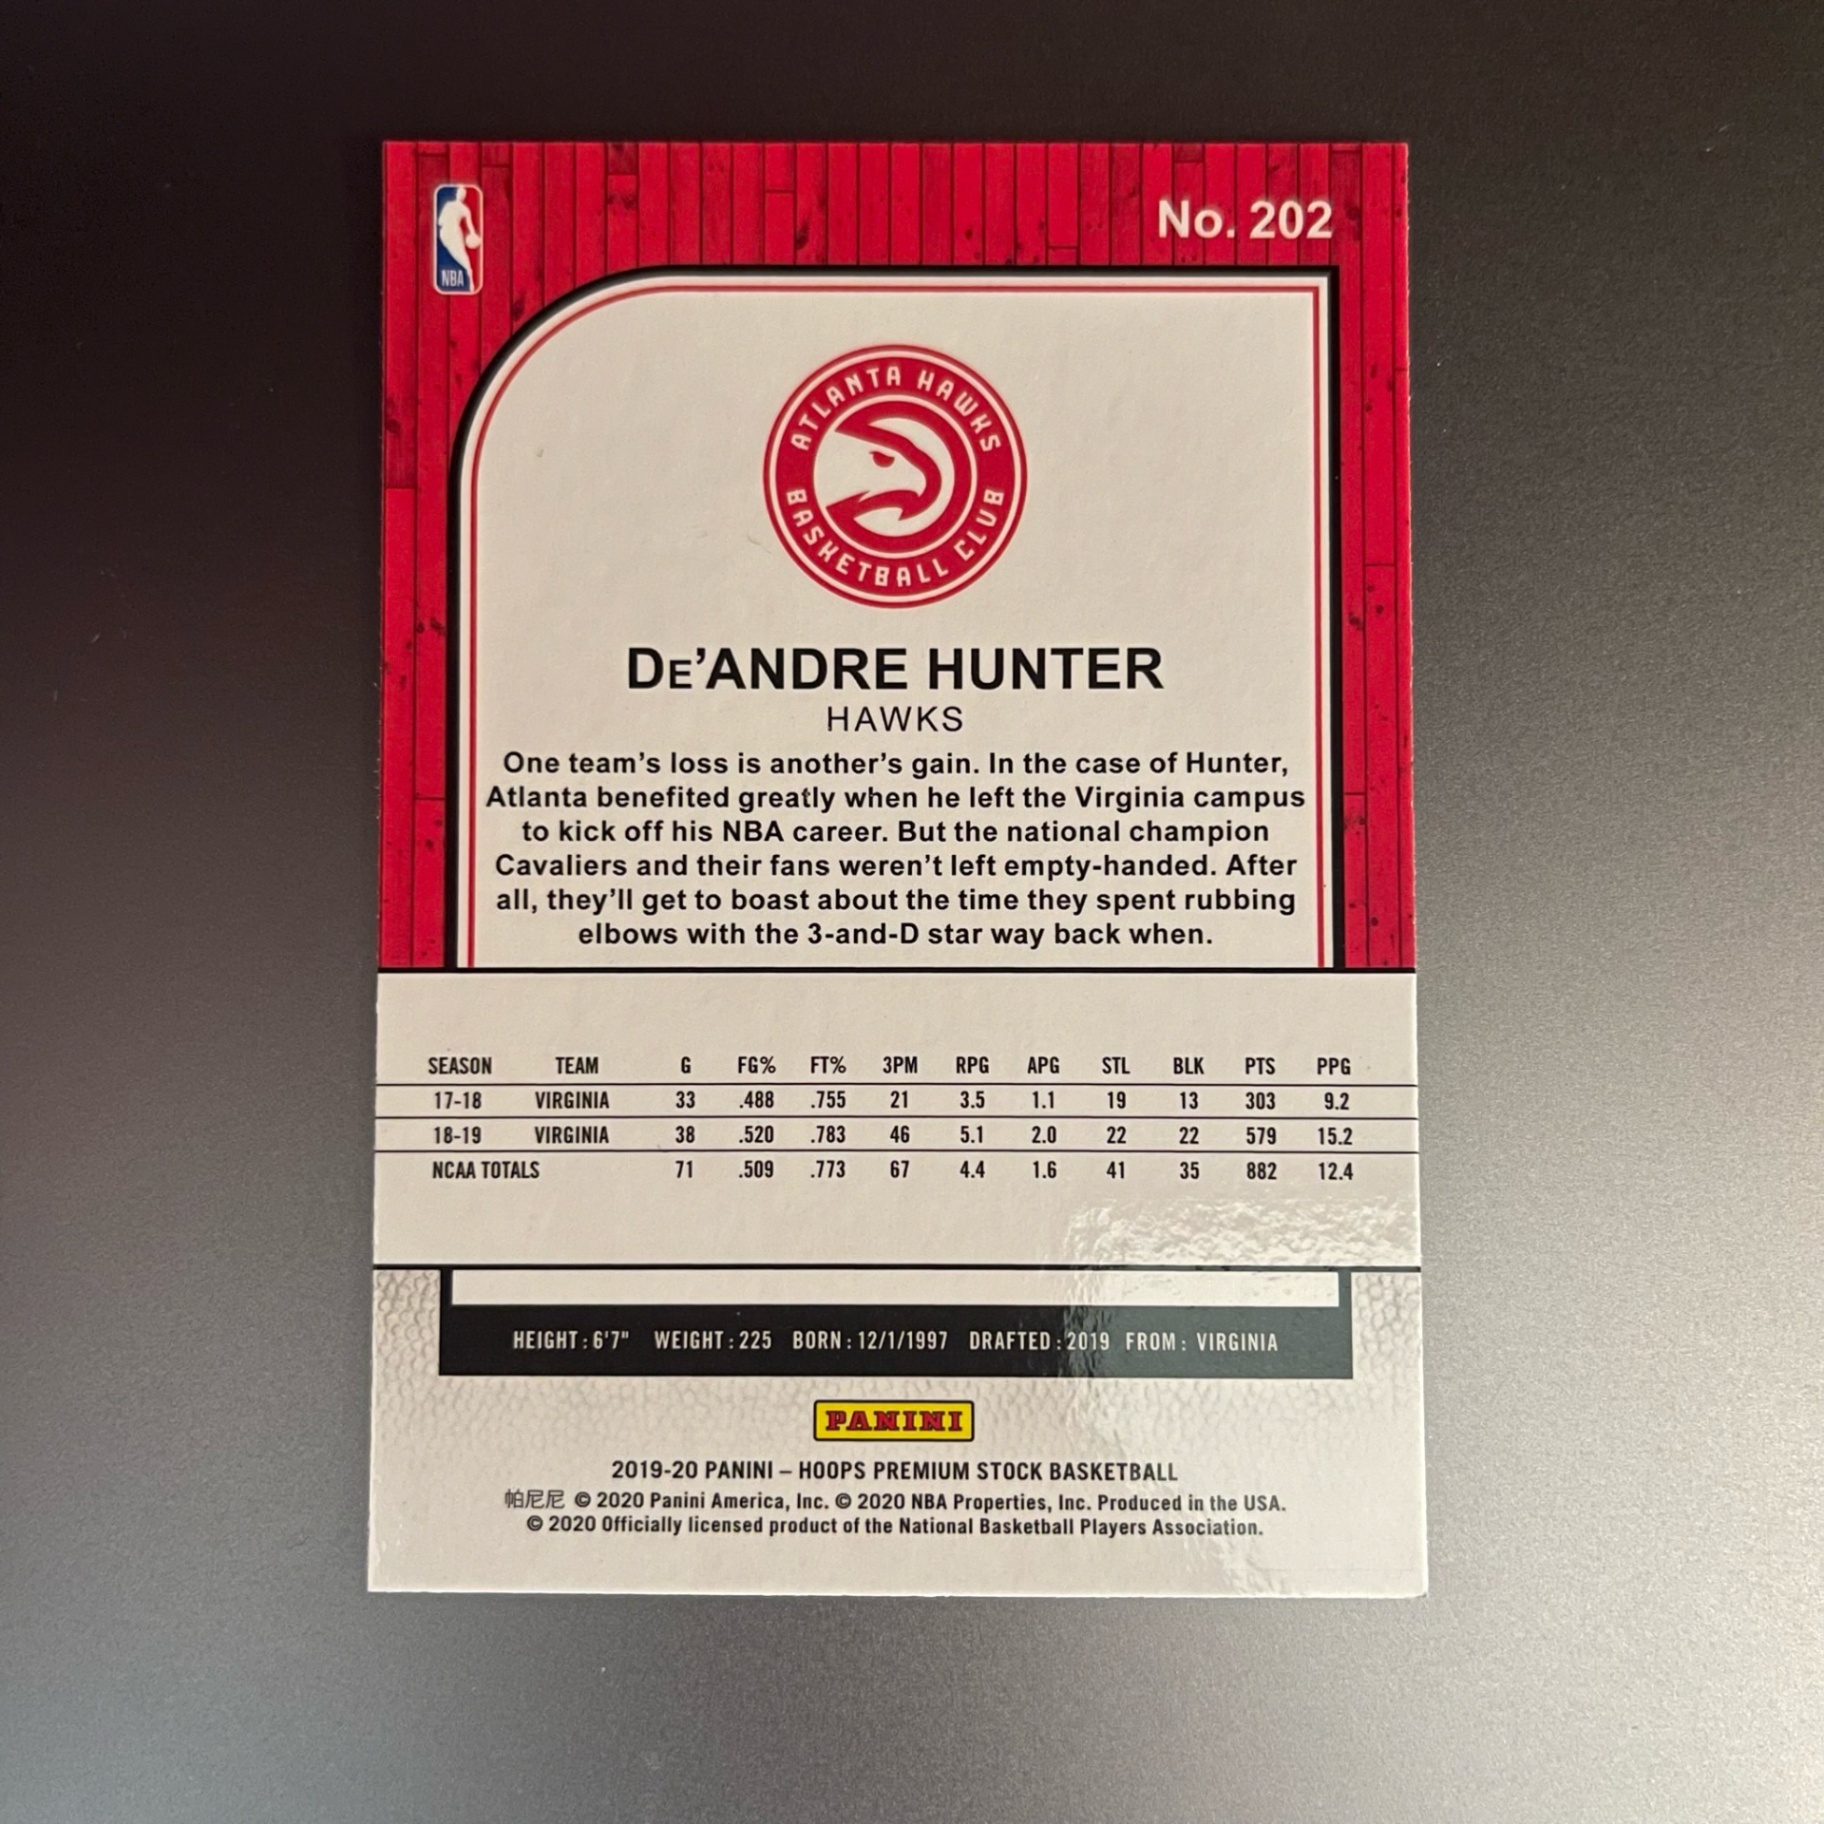 NBA
No. 202
ATLANTA HAWKS
BASKETBALL CLUB
DE'ANDRE HUNTER
HAWKS
One team's loss is another's gain. In the case of Hunter,
Atlanta benefited greatly when he left the Virginia campus
to kick off his NBA career. But the national champion
Cavaliers and their fans weren't left empty-handed. After
all, they'll get to boast about the time they spent rubbing
elbows with the 3-and-D star way back when.
SEASON TEAM G FG% FT% 3PM RPG APG STL BLK PTS PPG
17-18 VIRGINIA 33 .488 .755 21 3.5 1.1 19 13 303 9.2
18-19 VIRGINIA 38 .520 .783 46 5.1 2.0 22 22 579 15.2
NCAA TOTALS 71 .509 .773 67 4.4 1.6 41 35 882 12.4
HEIGHT: 6'7" WEIGHT: 225 BORN: 12/1/1997 DRAFTED: 2019 FROM: VIRGINIA
PANINI
2019-20 PANINI – HOOPS PREMIUM STOCK BASKETBALL
帕尼尼 © 2020 Panini America, Inc. © 2020 NBA Properties, Inc. Produced in the USA.
© 2020 Officially licensed product of the National Basketball Players Association.